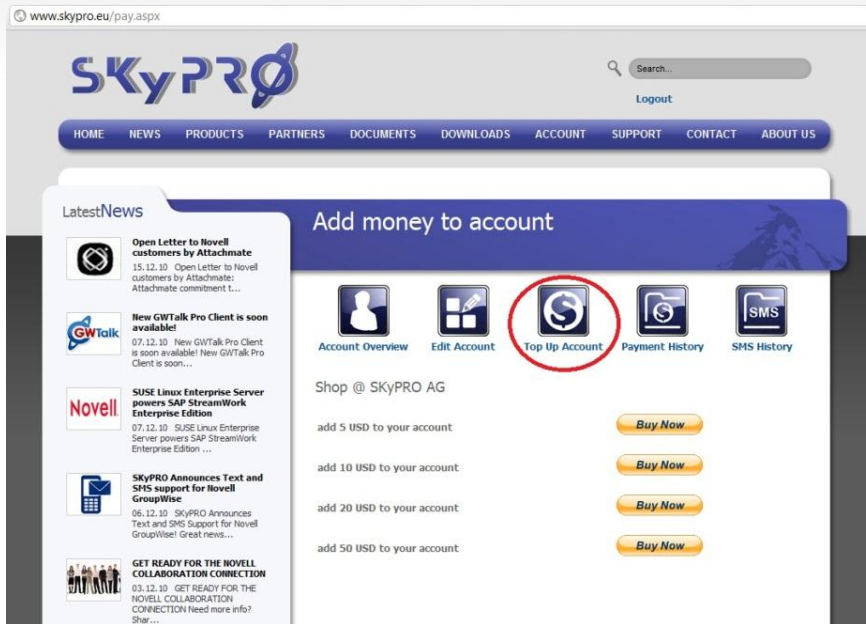 www.skypro.eu/pay.aspx
SKyPRO
Search...
Logout
HOME NEWS PRODUCTS PARTNERS DOCUMENTS DOWNLOADS ACCOUNT SUPPORT CONTACT ABOUT US
LatestNews
Open Letter to Novell
customers by Attachmate
15.12.10 Open Letter to Novell
customers by Attachmate:
Attachmate commitment t...
GWTalk
New GWTalk Pro Client is soon
available!
07.12.10 New GWTalk Pro Client
is soon available! New GWTalk Pro
Client is soon...
Novell
SUSE Linux Enterprise Server
powers SAP StreamWork
Enterprise Edition
07.12.10 SUSE Linux Enterprise
Server powers SAP StreamWork
Enterprise Edition ...
SKyPRO Announces Text and
SMS support for Novell
GroupWise
06.12.10 SKyPRO Announces
Text and SMS Support for Novell
GroupWise! Great news...
GET READY FOR THE NOVELL
COLLABORATION CONNECTION
03.12.10 GET READY FOR THE
NOVELL COLLABORATION
CONNECTION Need more info?
Shar...
Add money to account
SMS
Account Overview Edit Account Top Up Account Payment History SMS History
Shop @ SKyPRO AG
add 5 USD to your account Buy Now
add 10 USD to your account Buy Now
add 20 USD to your account Buy Now
add 50 USD to your account Buy Now